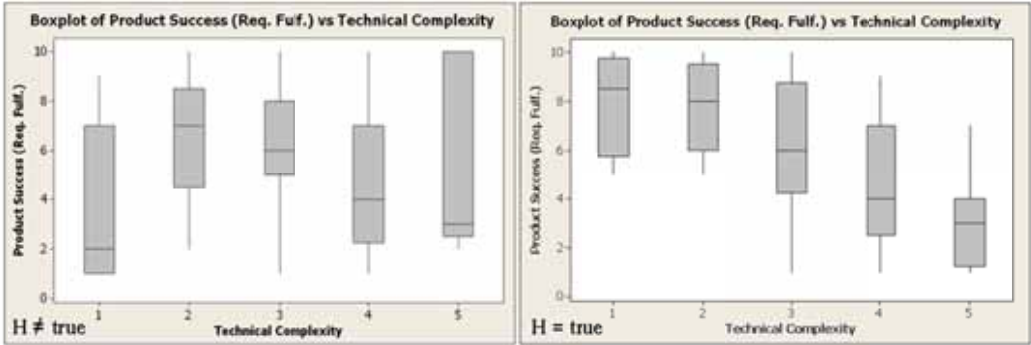 Boxplot of Product Success (Req. Fulf.) vs Technical Complexity
Product Success (Req. Fulf.)
10
8
6
4
2
0
1 2 3 4 5
Technical Complexity
H ≠ true
Boxplot of Product Success (Req. Fulf.) vs Technical Complexity
Product Success (Req. Fulf.)
10
8
6
4
2
0
1 2 3 4 5
Technical Complexity
H = true